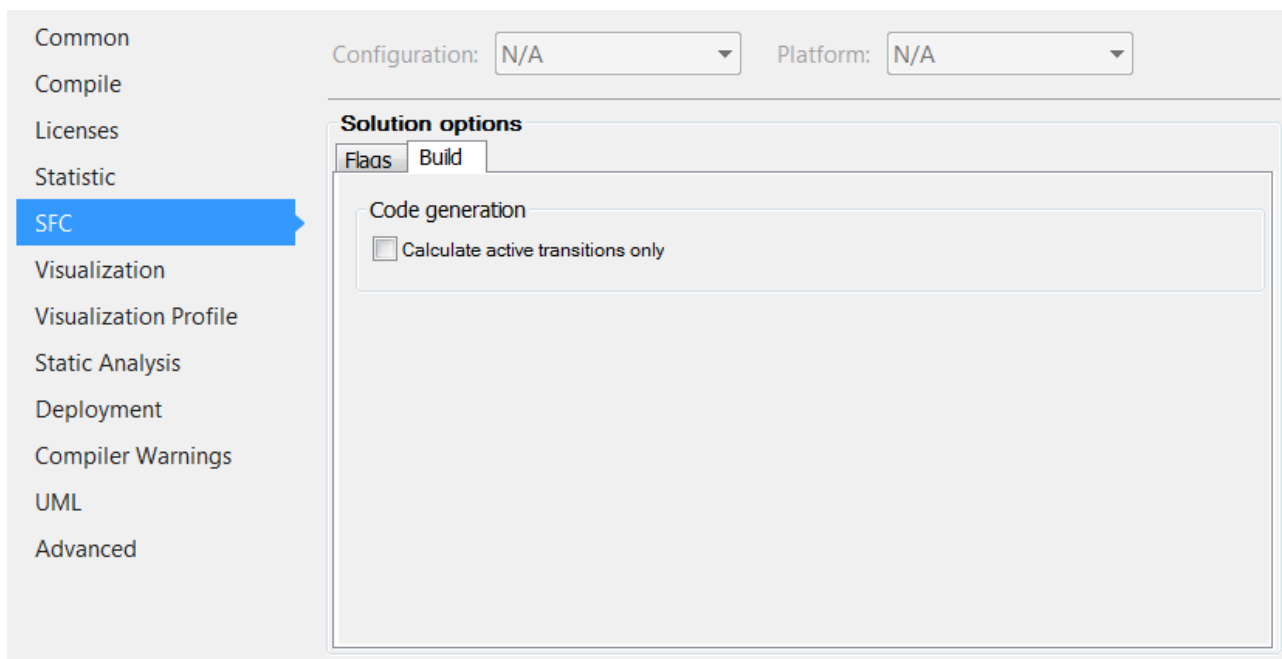 Common
Compile
Licenses
Statistic
SFC
Visualization
Visualization Profile
Static Analysis
Deployment
Compiler Warnings
UML
Advanced
Configuration: N/A Platform: N/A
Solution options
Flags Build
Code generation
Calculate active transitions only